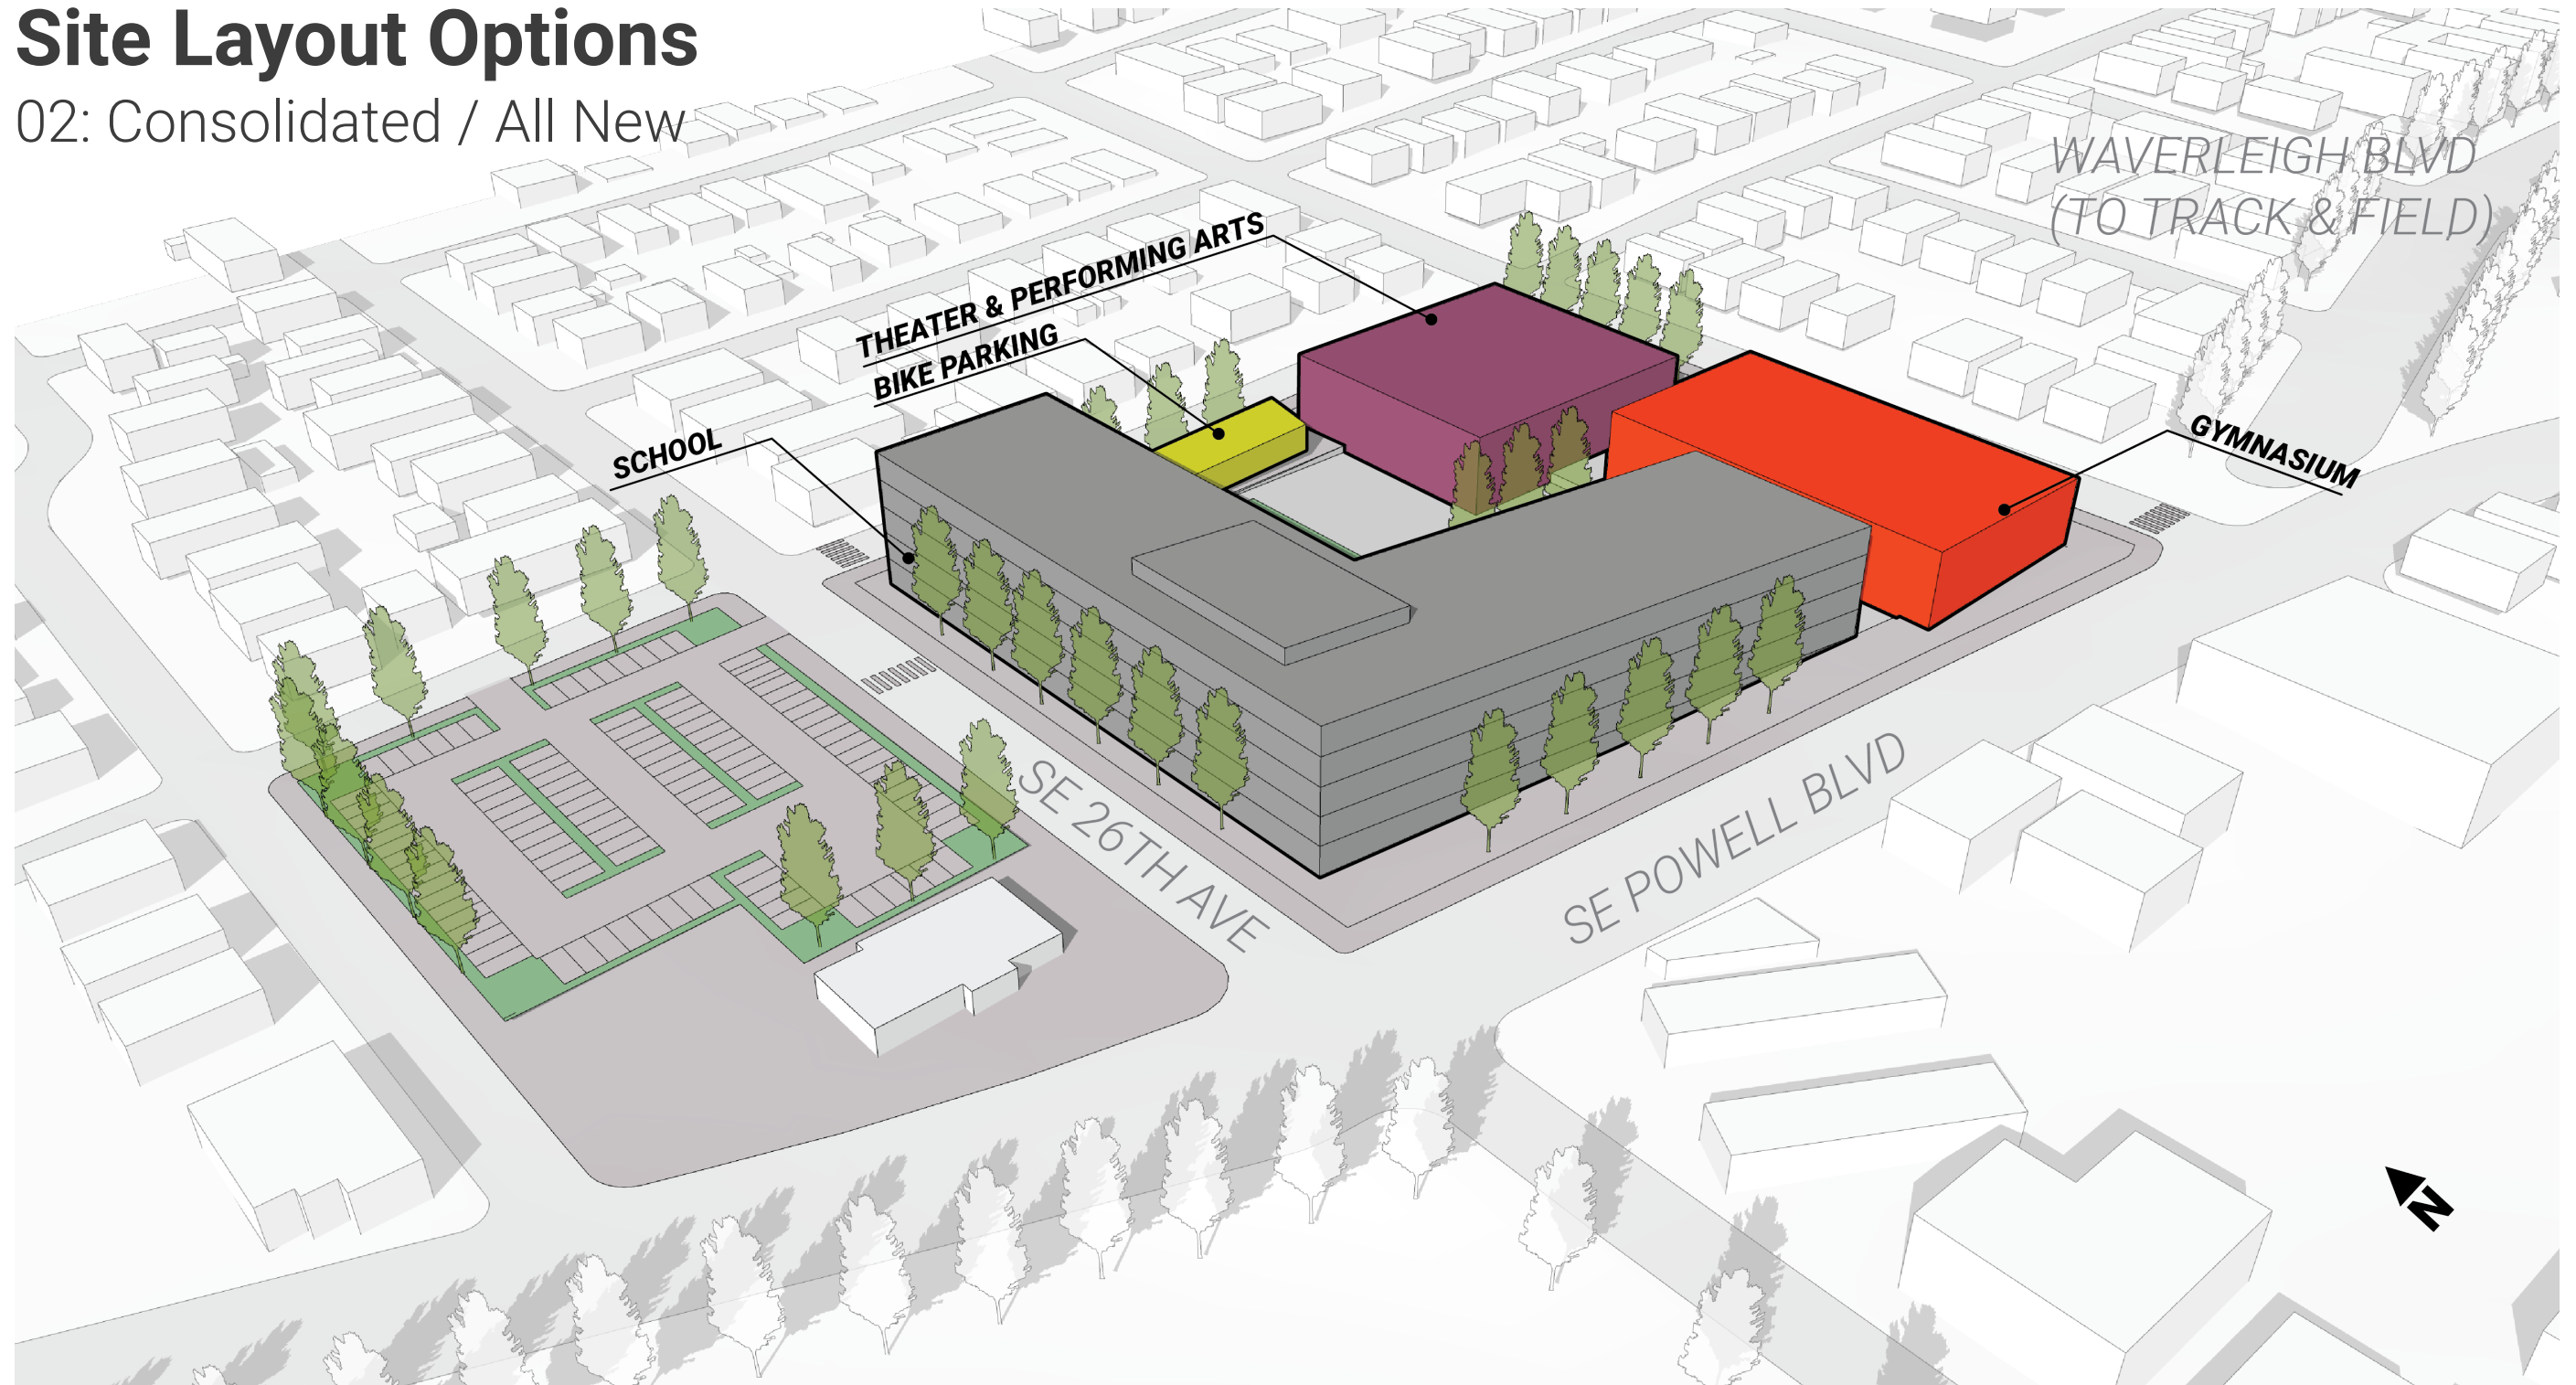 Site Layout Options
02: Consolidated / All New
WAVERLEIGH BLVD
(TO TRACK & FIELD)
THEATER & PERFORMING ARTS
BIKE PARKING
SCHOOL
GYMNASIUM
SE 26TH AVE
SE POWELL BLVD
N